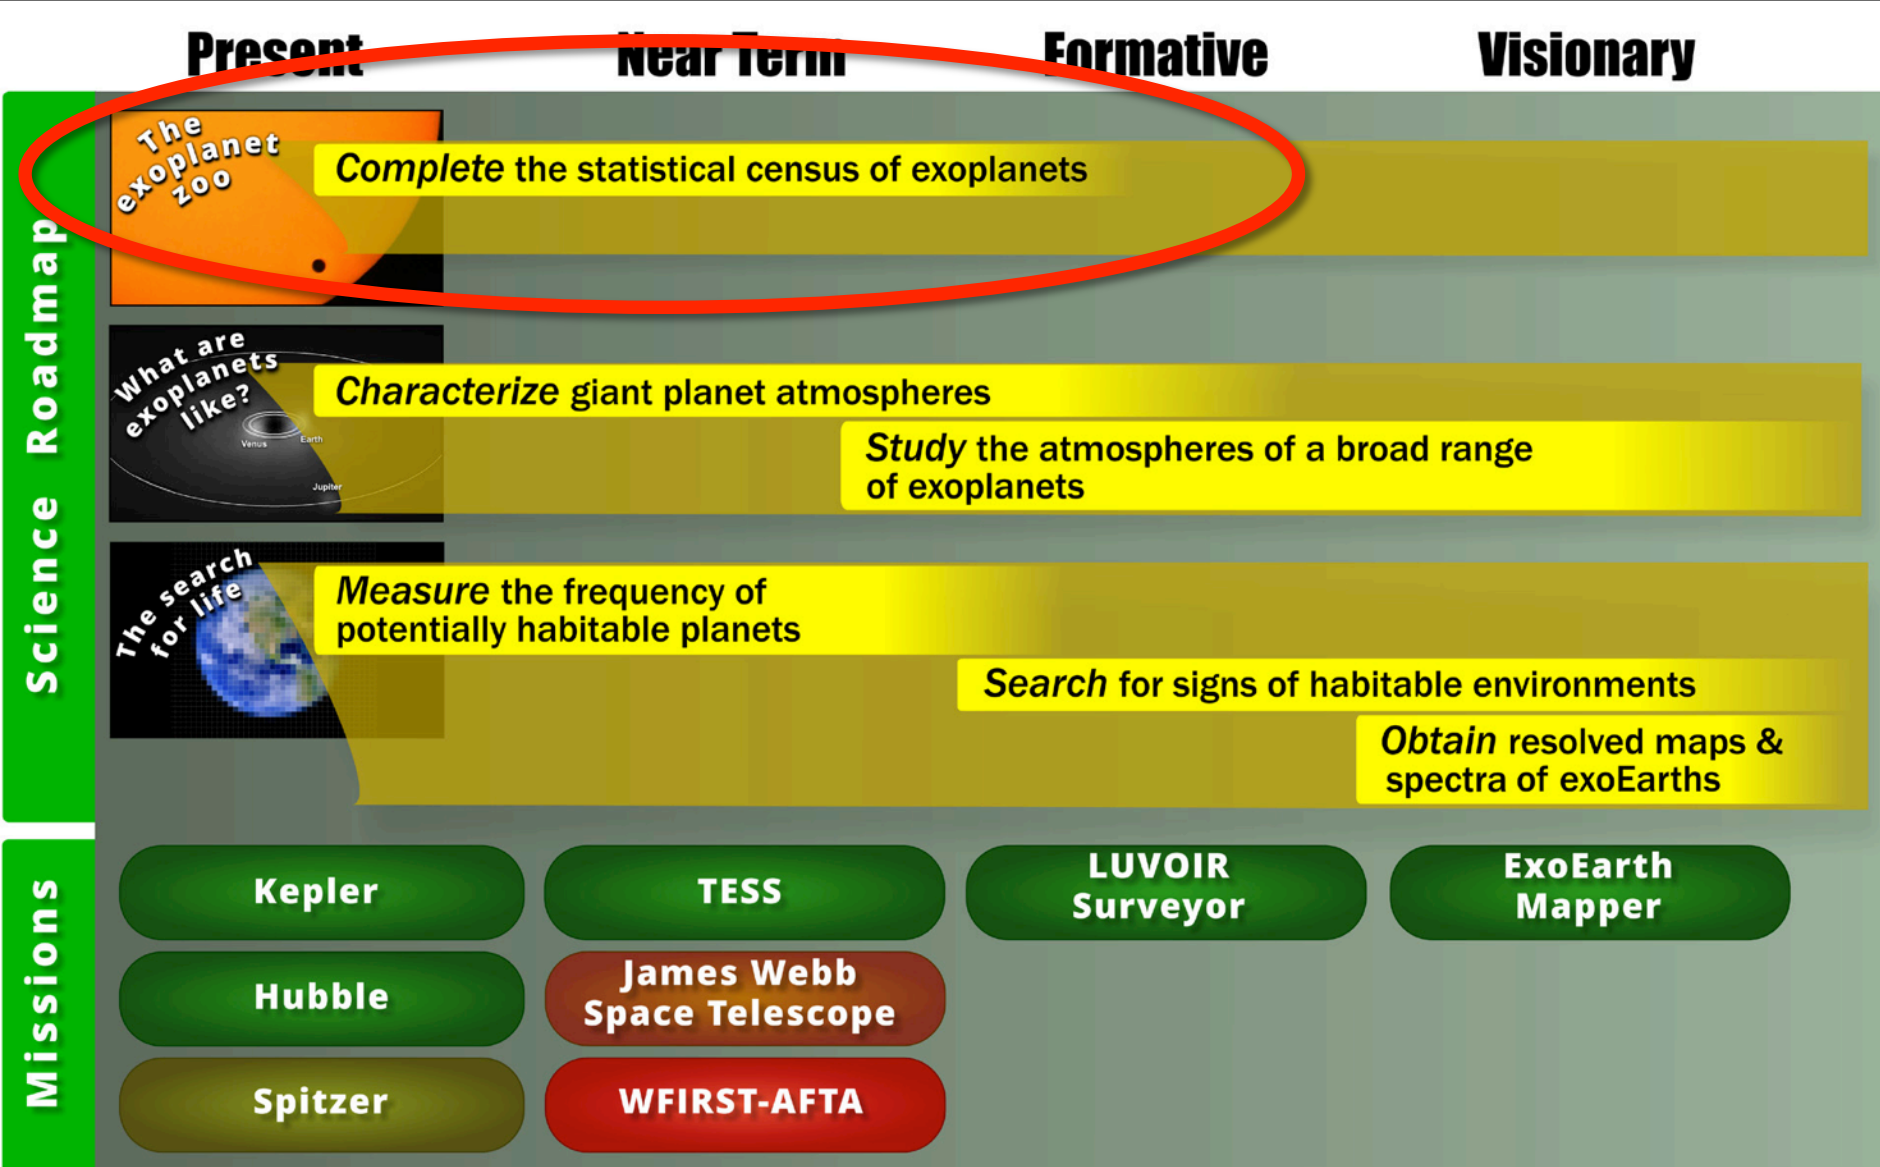 Present Near Term Formative Visionary
Science Roadmap
The
exoplanet
zoo
Complete the statistical census of exoplanets
What are
exoplanets
like?
Venus
Earth
Jupiter
Characterize giant planet atmospheres
Study the atmospheres of a broad range
of exoplanets
The search
for life
Measure the frequency of
potentially habitable planets
Search for signs of habitable environments
Obtain resolved maps &
spectra of exoEarths
Missions
Kepler
TESS
LUVOIR
Surveyor
ExoEarth
Mapper
Hubble
James Webb
Space Telescope
Spitzer
WFIRST-AFTA